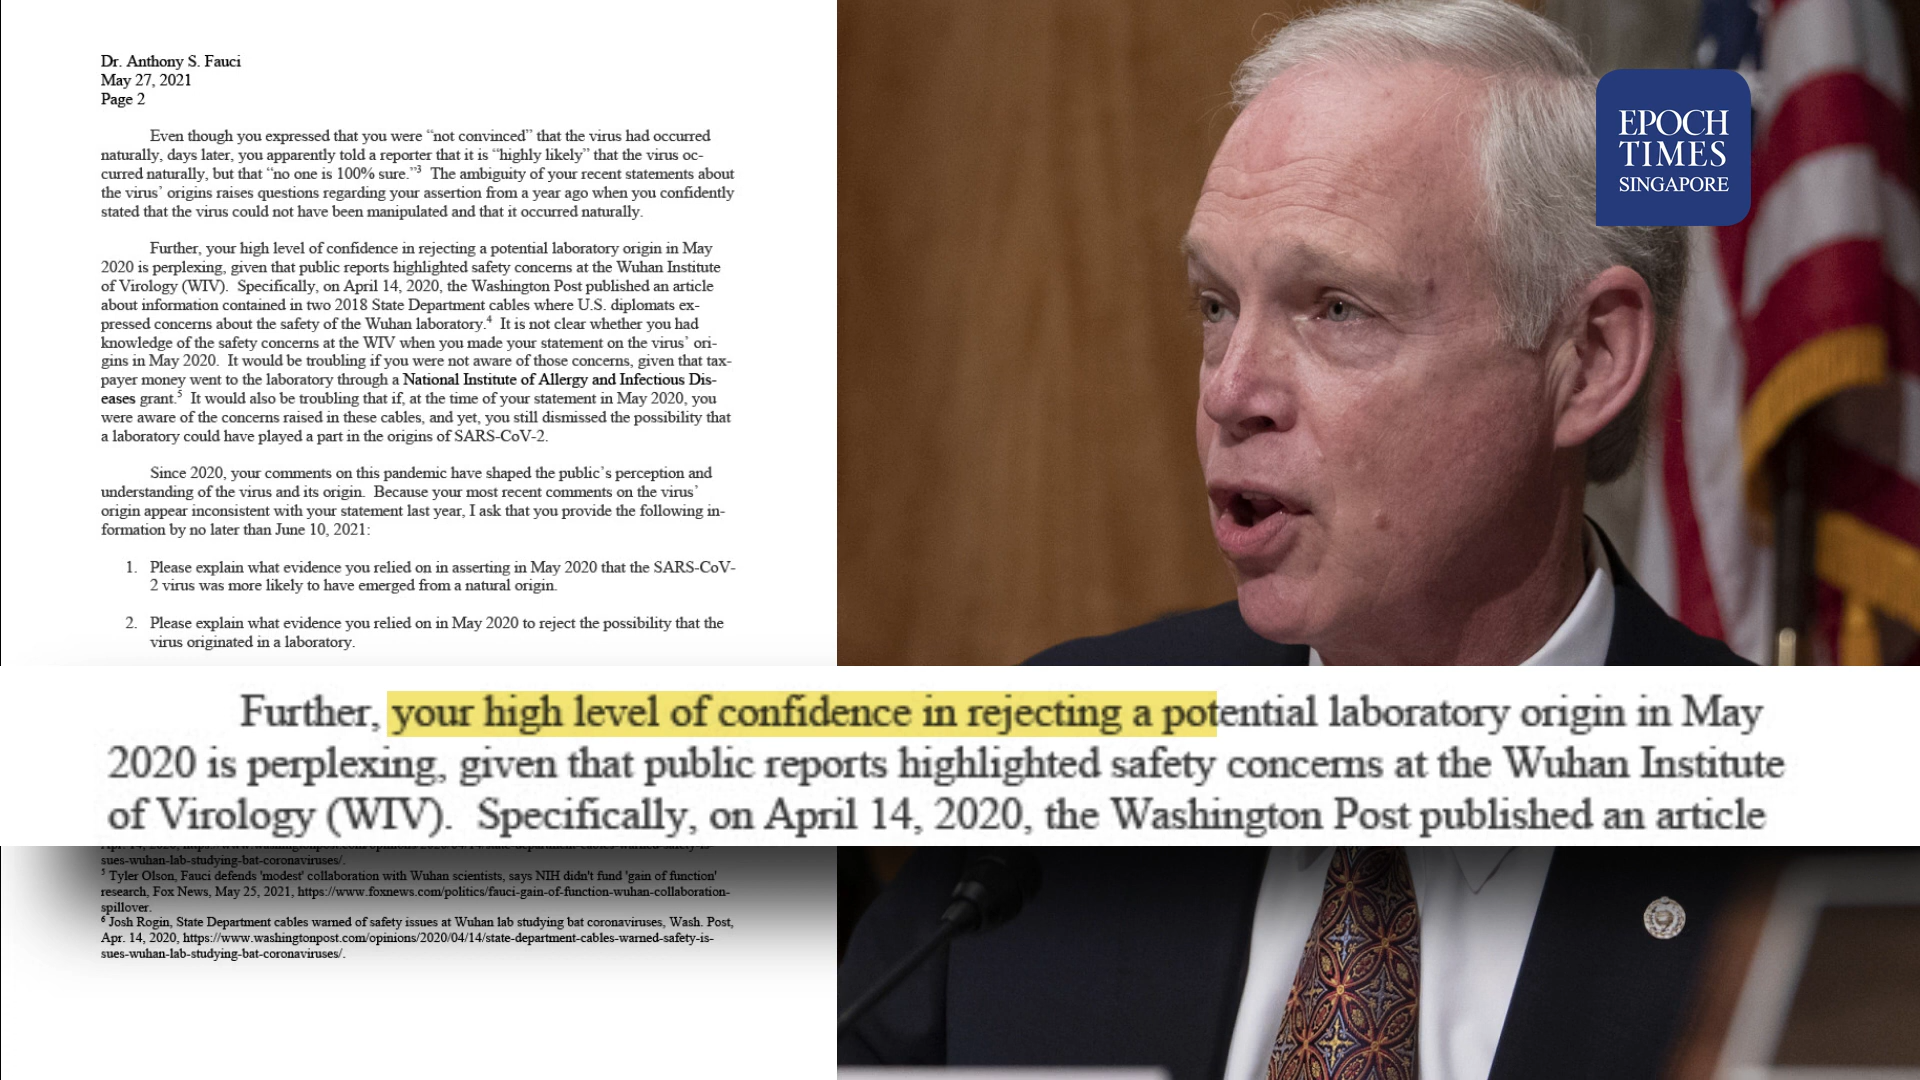 Dr. Anthony S. Fauci
May 27, 2021
Page 2
Even though you expressed that you were “not convinced” that the virus had occurred
naturally, days later, you apparently told a reporter that it is “highly likely” that the virus oc-
curred naturally, but that “no one is 100% sure.”3 The ambiguity of your recent statements about
the virus’ origins raises questions regarding your assertion from a year ago when you confidently
stated that the virus could not have been manipulated and that it occurred naturally.
Further, your high level of confidence in rejecting a potential laboratory origin in May
2020 is perplexing, given that public reports highlighted safety concerns at the Wuhan Institute
of Virology (WIV). Specifically, on April 14, 2020, the Washington Post published an article
about information contained in two 2018 State Department cables where U.S. diplomats ex-
pressed concerns about the safety of the Wuhan laboratory.4 It is not clear whether you had
knowledge of the safety concerns at the WIV when you made your statement on the virus’ ori-
gins in May 2020. It would be troubling if you were not aware of those concerns, given that tax-
payer money went to the laboratory through a National Institute of Allergy and Infectious Dis-
eases grant.5 It would also be troubling that if, at the time of your statement in May 2020, you
were aware of the concerns raised in these cables, and yet, you still dismissed the possibility that
a laboratory could have played a part in the origins of SARS-CoV-2.
Since 2020, your comments on this pandemic have shaped the public’s perception and
understanding of the virus and its origin. Because your most recent comments on the virus’
origin appear inconsistent with your statement last year, I ask that you provide the following in-
formation by no later than June 10, 2021:
1. Please explain what evidence you relied on in asserting in May 2020 that the SARS-CoV-
2 virus was more likely to have emerged from a natural origin.
2. Please explain what evidence you relied on in May 2020 to reject the possibility that the
virus originated in a laboratory.
EPOCH
TIMES
SINGAPORE
Further, your high level of confidence in rejecting a potential laboratory origin in May
2020 is perplexing, given that public reports highlighted safety concerns at the Wuhan Institute
of Virology (WIV). Specifically, on April 14, 2020, the Washington Post published an article
sues-wuhan-lab-studying-bat-coronaviruses/.
5 Tyler Olson, Fauci defends 'modest' collaboration with Wuhan scientists, says NIH didn't fund 'gain of function'
research, Fox News, May 25, 2021, https://www.foxnews.com/politics/fauci-gain-of-function-wuhan-collaboration-
spillover.
6 Josh Rogin, State Department cables warned of safety issues at Wuhan lab studying bat coronaviruses, Wash. Post,
Apr. 14, 2020, https://www.washingtonpost.com/opinions/2020/04/14/state-department-cables-warned-safety-is-
sues-wuhan-lab-studying-bat-coronaviruses/.